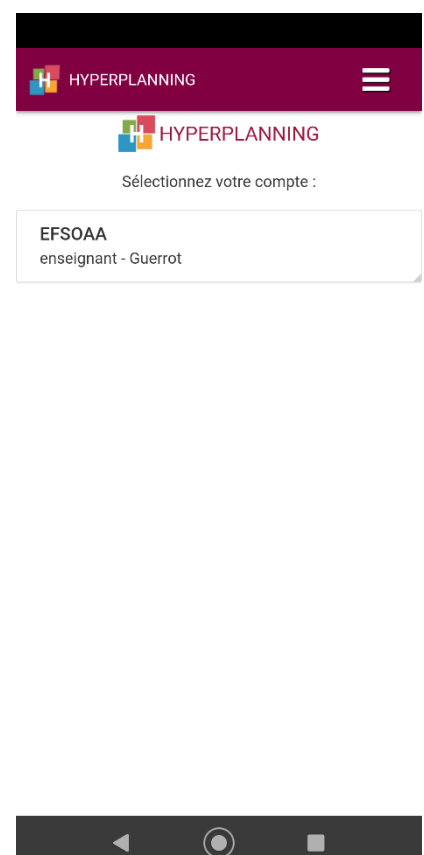 H HYPERPLANNING
H HYPERPLANNING
Sélectionnez votre compte :
EFSOAA
enseignant - Guerrot